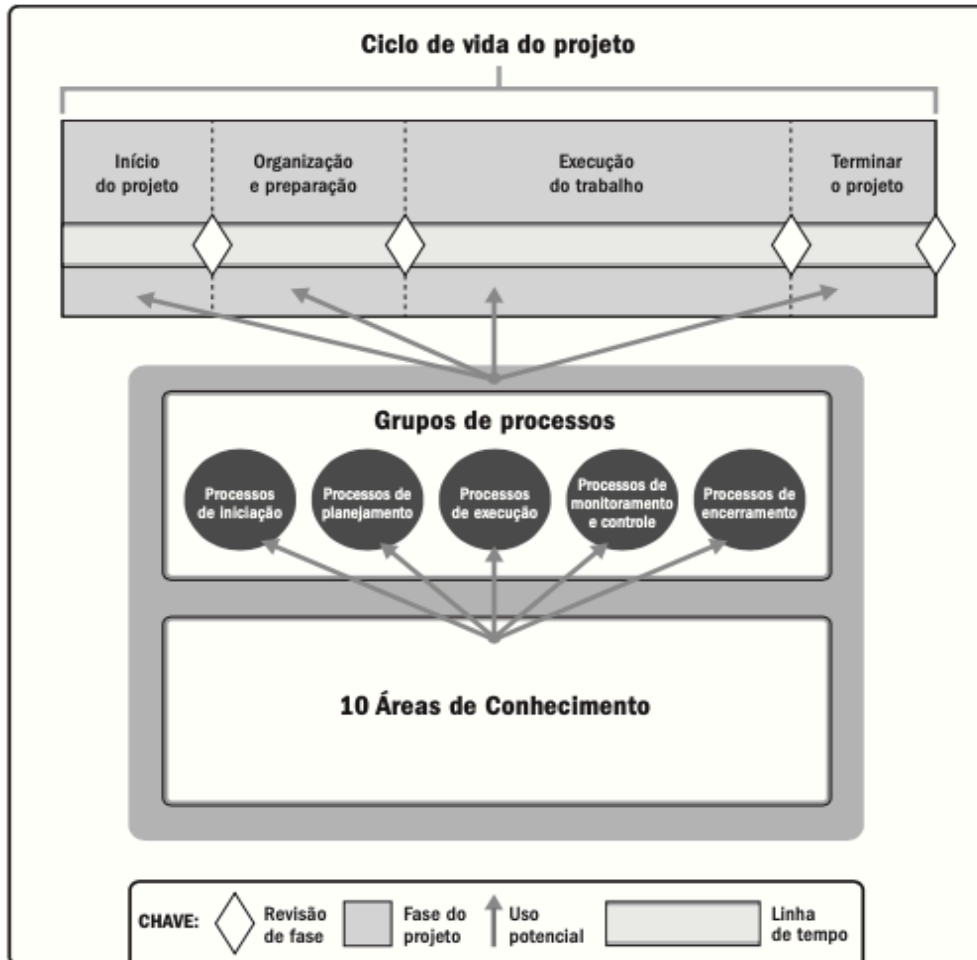 Ciclo de vida do projeto
Início
do projeto
Organização
e preparação
Execução
do trabalho
Terminar
o projeto
Grupos de processos
Processos
de iniciação
Processos de
planejamento
Processos
de execução
Processos de
monitoramento
e controle
Processos de
encerramento
10 Áreas de Conhecimento
CHAVE:
Revisão
de fase
Fase do
projeto
Uso
potencial
Linha
de tempo